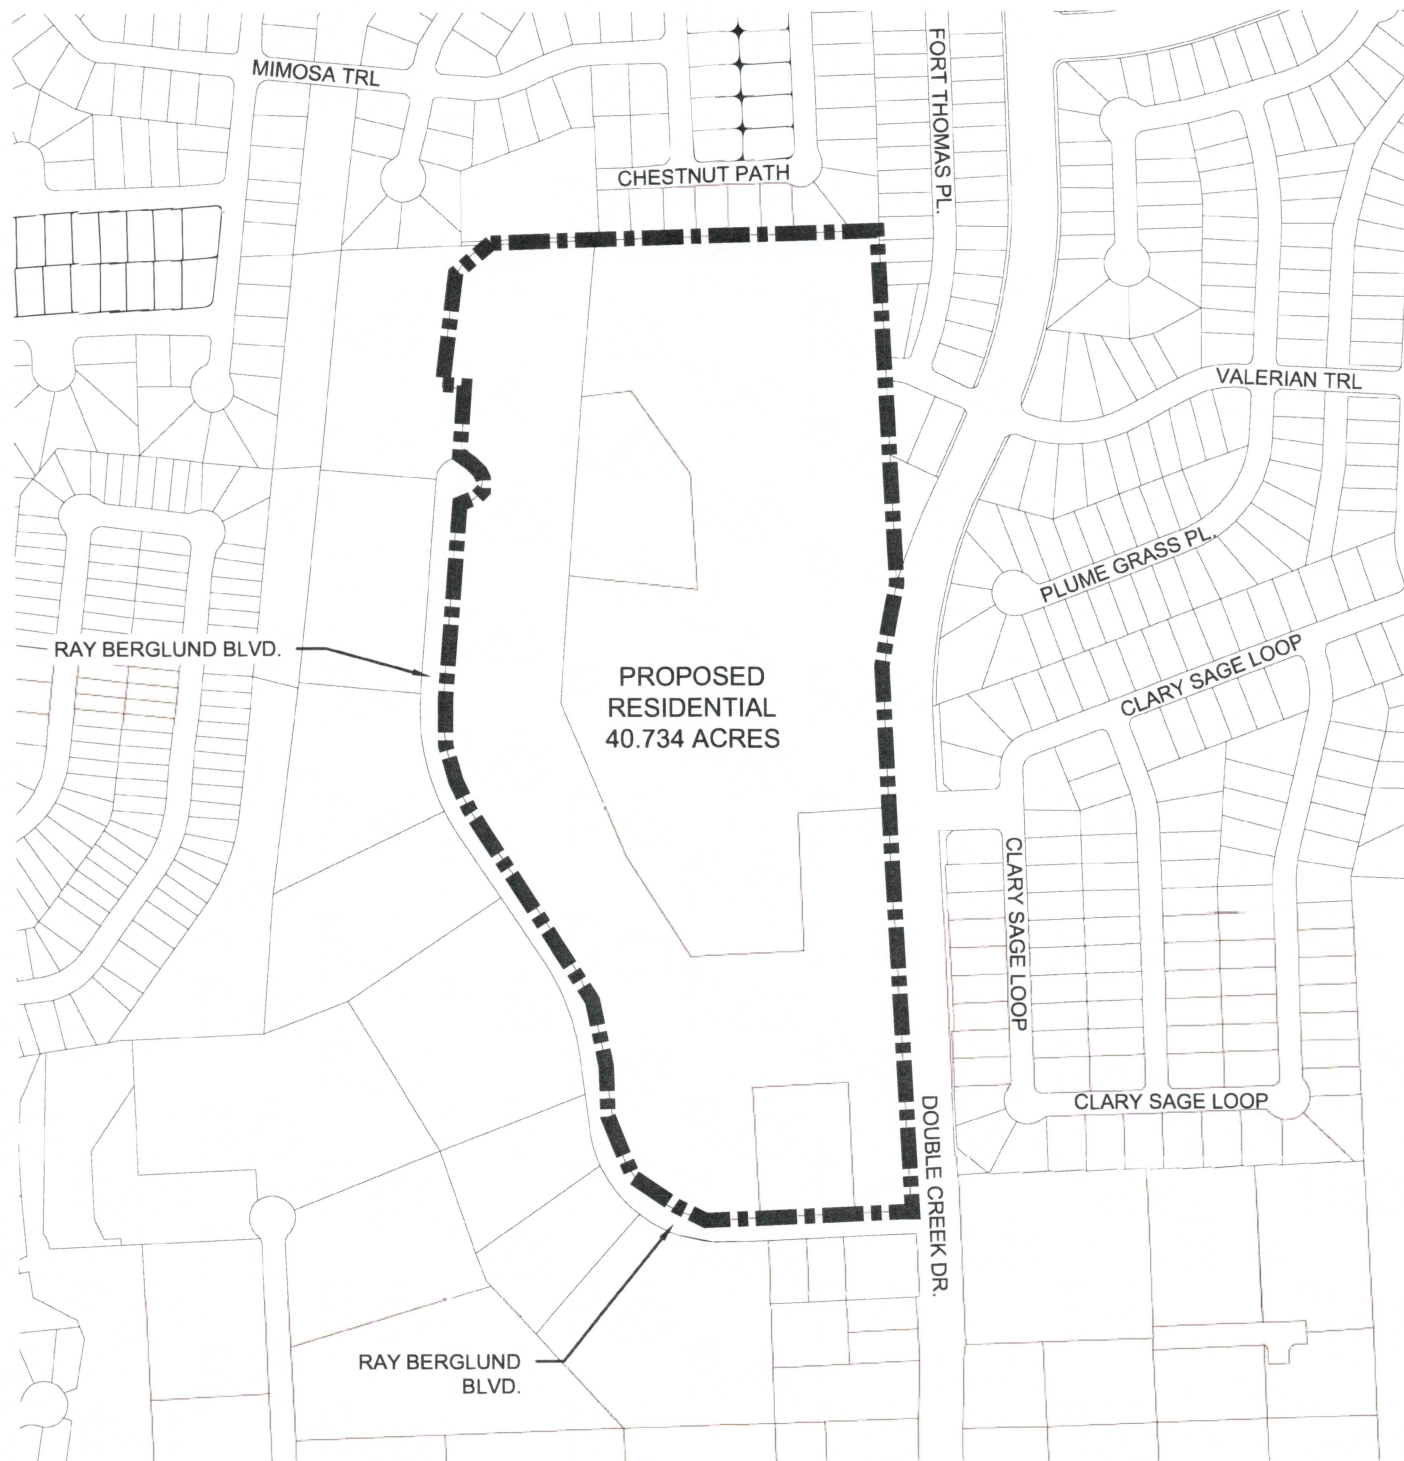 MIMOSA TRL
FORT THOMAS PL.
CHESTNUT PATH
VALERIAN TRL
PLUME GRASS PL.
RAY BERGLUND BLVD.
CLARY SAGE LOOP
PROPOSED
RESIDENTIAL
40.734 ACRES
CLARY SAGE LOOP
CLARY SAGE LOOP
DOUBLE CREEK DR.
RAY BERGLUND
BLVD.